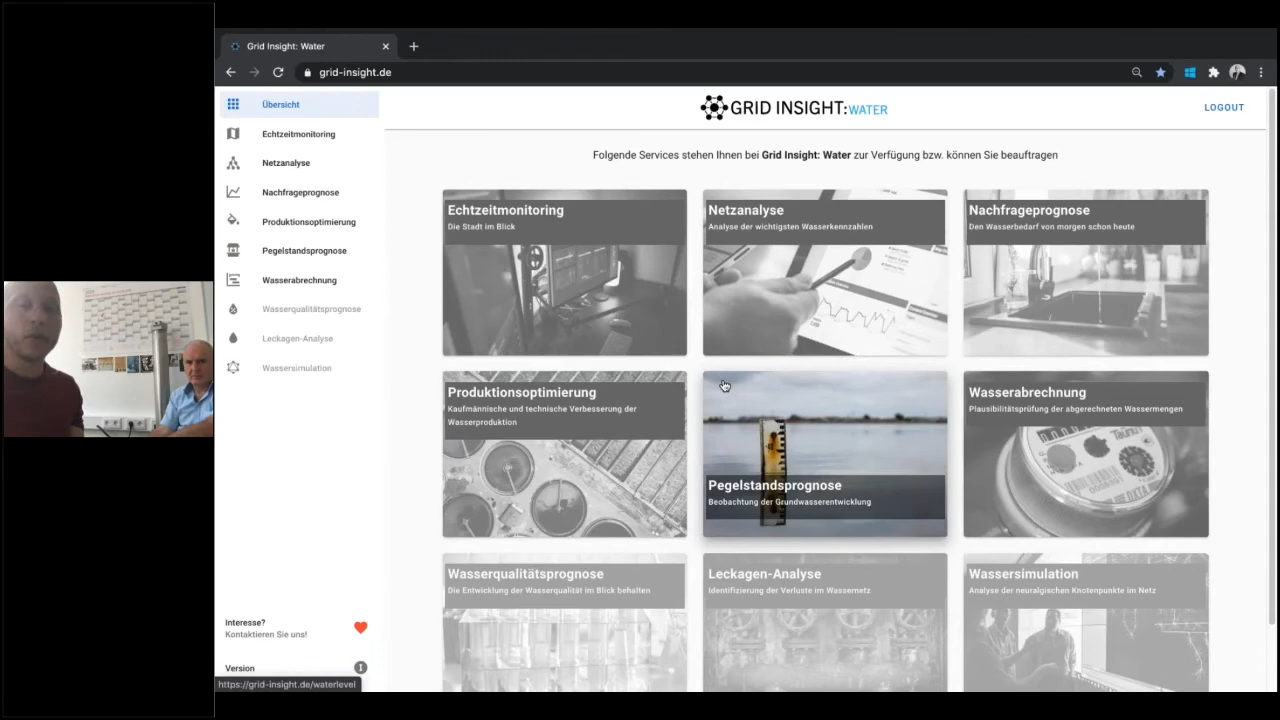 Grid Insight: Water
grid-insight.de
Übersicht
Echtzeitmonitoring
Netzanalyse
Nachfrageprognose
Produktionsoptimierung
Pegelstandsprognose
Wasserabrechnung
Wasserqualitätsprognose
Leckagen-Analyse
Wassersimulation
Interesse?
Kontaktieren Sie uns!
Version
https://grid-insight.de/waterlevel
GRID INSIGHT:WATER
LOGOUT
Folgende Services stehen Ihnen bei Grid Insight: Water zur Verfügung bzw. können Sie beauftragen
Echtzeitmonitoring
Die Stadt im Blick
Netzanalyse
Analyse der wichtigsten Wasserkennzahlen
Nachfrageprognose
Den Wasserbedarf von morgen schon heute
Produktionsoptimierung
Kaufmännische und technische Verbesserung der
Wasserproduktion
Pegelstandsprognose
Beobachtung der Grundwasserentwicklung
Wasserabrechnung
Plausibilitätsprüfung der abgerechneten Wassermengen
Wasserqualitätsprognose
Die Entwicklung der Wasserqualität im Blick behalten
Leckagen-Analyse
Identifizierung der Verluste im Wassernetz
Wassersimulation
Analyse der neuralgischen Knotenpunkte im Netz